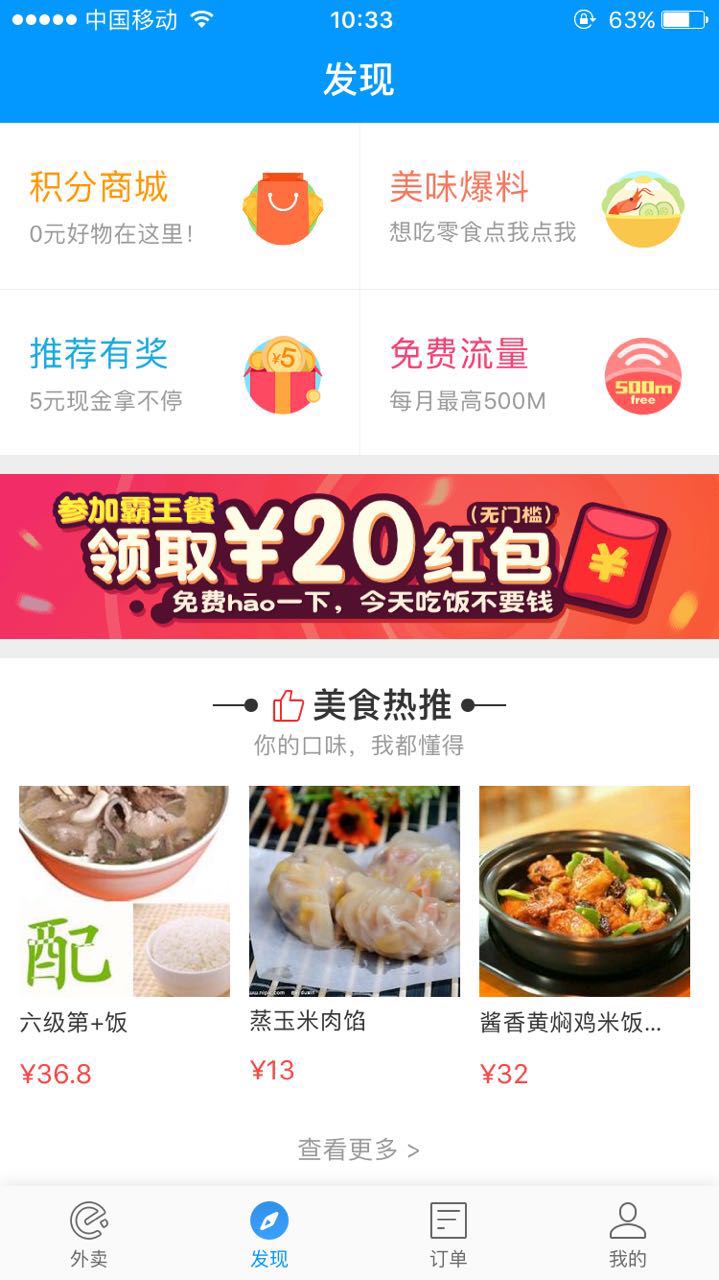 中国移动 10:33 63%
发现
积分商城
0元好物在这里！
美味爆料
想吃零食点我点我
推荐有奖
5元现金拿不停
¥5
免费流量
每月最高500M
500m
free
参加霸王餐
领取¥20红包
（无门槛）
¥
免费hāo一下，今天吃饭不要钱
美食热推
你的口味，我都懂得
配
六级第+饭
¥36.8
蒸玉米肉馅
¥13
酱香黄焖鸡米饭...
¥32
查看更多 >
外卖
发现
订单
我的